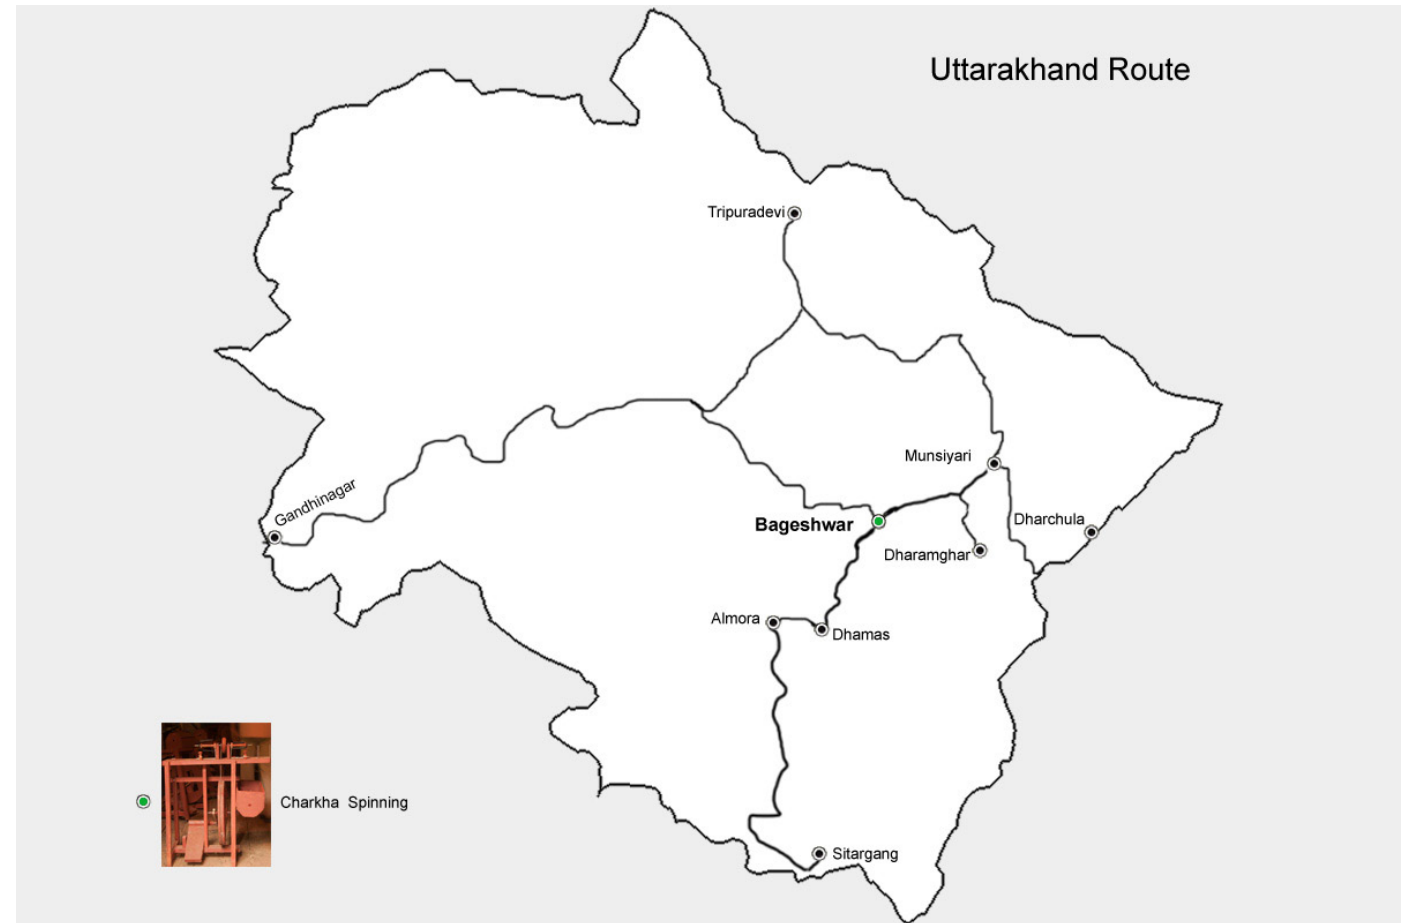 Uttarakhand Route
Tripuradevi
Munsiyari
Gandhinagar
Bageshwar
Dharchula
Dharamghar
Almora
Dhamas
Charkha Spinning
Sitargang